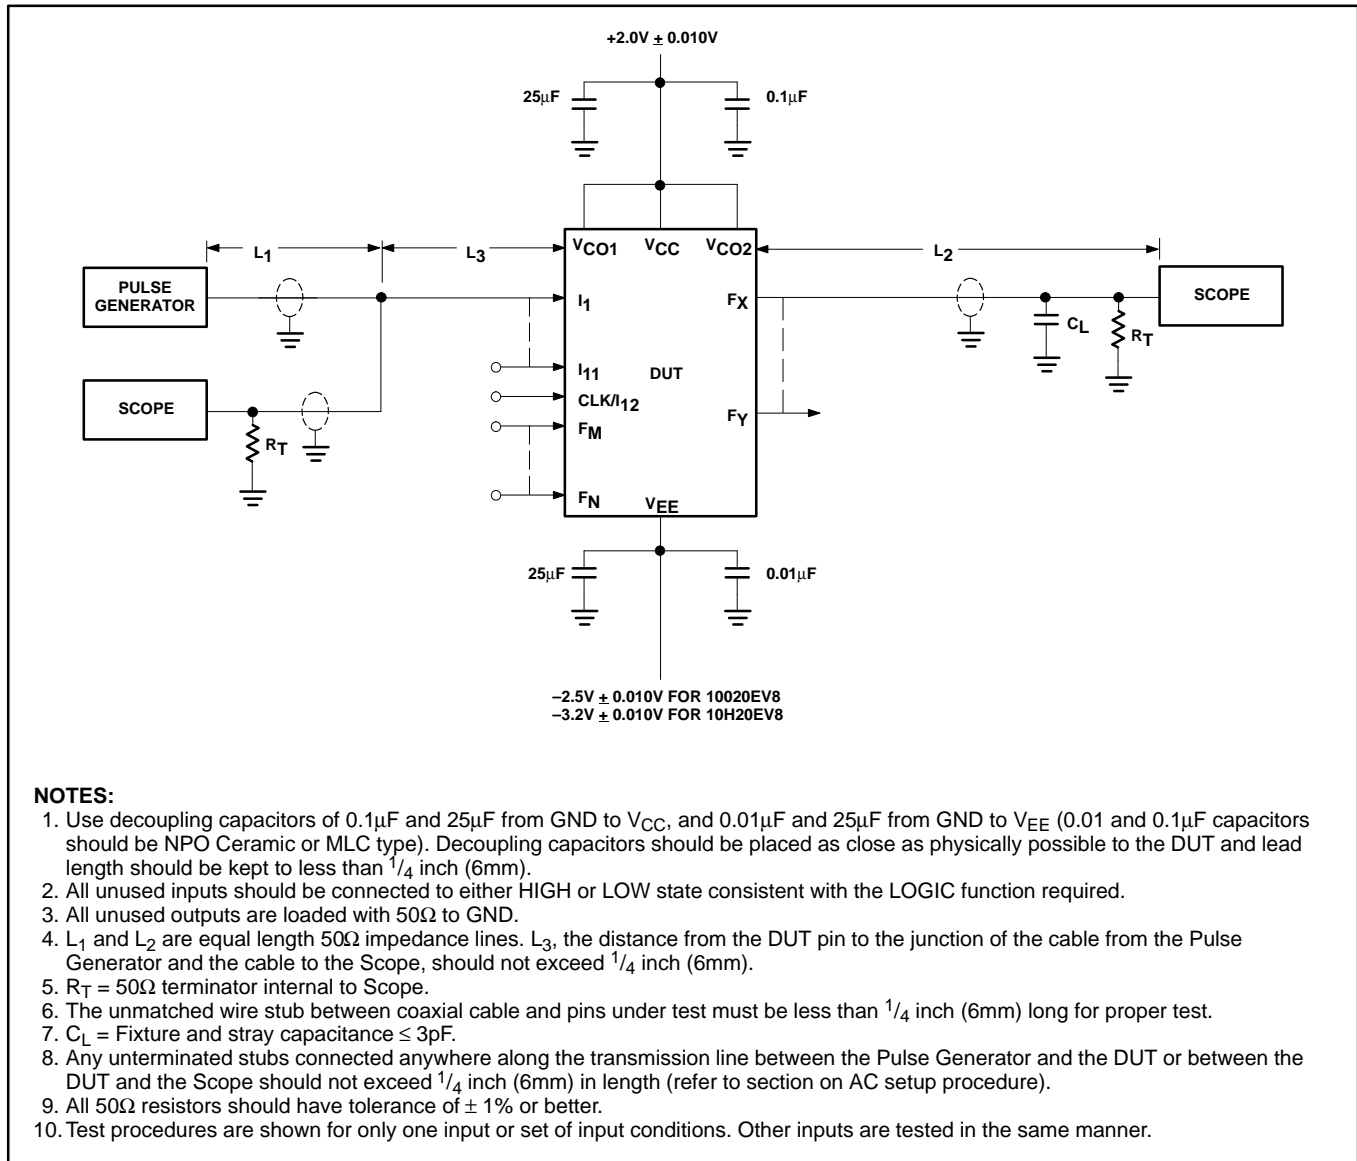 +2.0V ± 0.010V
25μF
0.1μF
L1
L3
VCO1
VCC
VCO2
L2
PULSE
GENERATOR
I1
FX
SCOPE
CL
RT
I11
DUT
SCOPE
CLK/I12
FY
RT
FM
FN
VEE
25μF
0.01μF
–2.5V ± 0.010V FOR 10020EV8
–3.2V ± 0.010V FOR 10H20EV8
NOTES:
1. Use decoupling capacitors of 0.1μF and 25μF from GND to VCC, and 0.01μF and 25μF from GND to VEE (0.01 and 0.1μF capacitors
should be NPO Ceramic or MLC type). Decoupling capacitors should be placed as close as physically possible to the DUT and lead
length should be kept to less than 1/4 inch (6mm).
2. All unused inputs should be connected to either HIGH or LOW state consistent with the LOGIC function required.
3. All unused outputs are loaded with 50Ω to GND.
4. L1 and L2 are equal length 50Ω impedance lines. L3, the distance from the DUT pin to the junction of the cable from the Pulse
Generator and the cable to the Scope, should not exceed 1/4 inch (6mm).
5. RT = 50Ω terminator internal to Scope.
6. The unmatched wire stub between coaxial cable and pins under test must be less than 1/4 inch (6mm) long for proper test.
7. CL = Fixture and stray capacitance ≤ 3pF.
8. Any unterminated stubs connected anywhere along the transmission line between the Pulse Generator and the DUT or between the
DUT and the Scope should not exceed 1/4 inch (6mm) in length (refer to section on AC setup procedure).
9. All 50Ω resistors should have tolerance of ± 1% or better.
10. Test procedures are shown for only one input or set of input conditions. Other inputs are tested in the same manner.